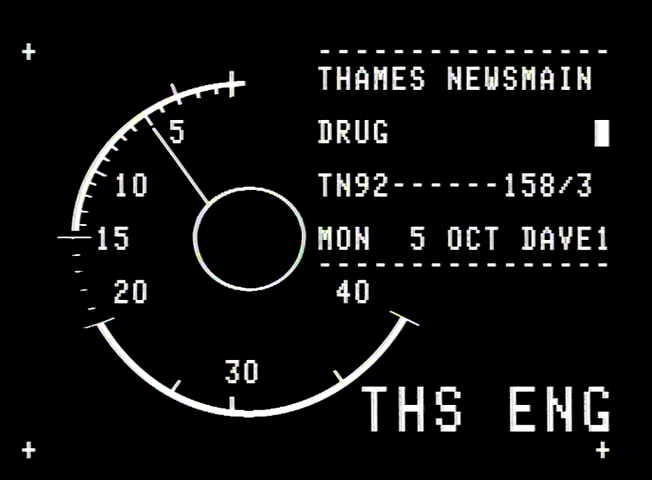 ----------------
THAMES NEWSMAIN
DRUG
TN92------158/3
MON  5 OCT DAVE1
----------------
5
10
15
20
30
40
THS ENG